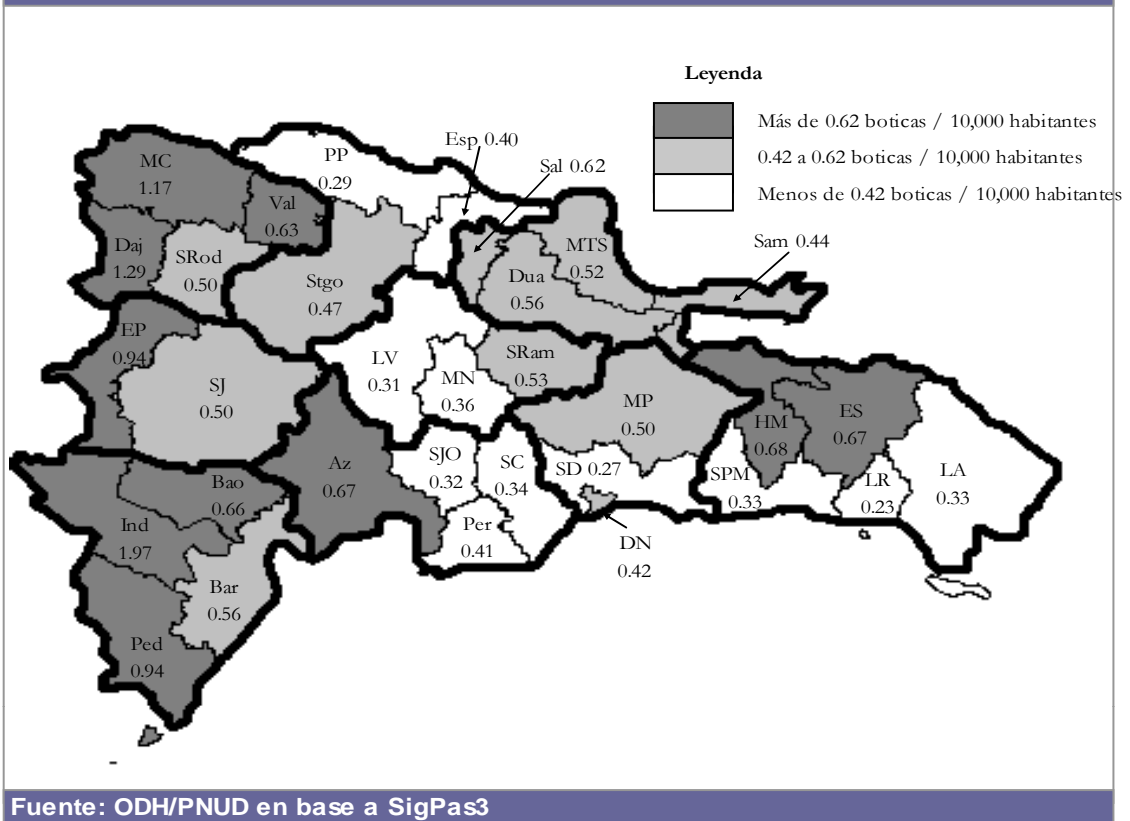 Leyenda
Más de 0.62 boticas / 10,000 habitantes
0.42 a 0.62 boticas / 10,000 habitantes
Menos de 0.42 boticas / 10,000 habitantes
MC
1.17
PP
0.29
Esp 0.40
Sal 0.62
Val
0.63
Daj
1.29
SRod
0.50
Stgo
0.47
MTS
0.52
Dua
0.56
Sam 0.44
EP
0.94
SJ
0.50
LV
0.31
MN
0.36
SRam
0.53
MP
0.50
HM
0.68
ES
0.67
LA
0.33
Az
0.67
SJO
0.32
SC
0.34
SD 0.27
SPM
0.33
LR
0.23
Bao
0.66
Ind
1.97
Per
0.41
DN
0.42
Bar
0.56
Ped
0.94
Fuente: ODH/PNUD en base a SigPas3